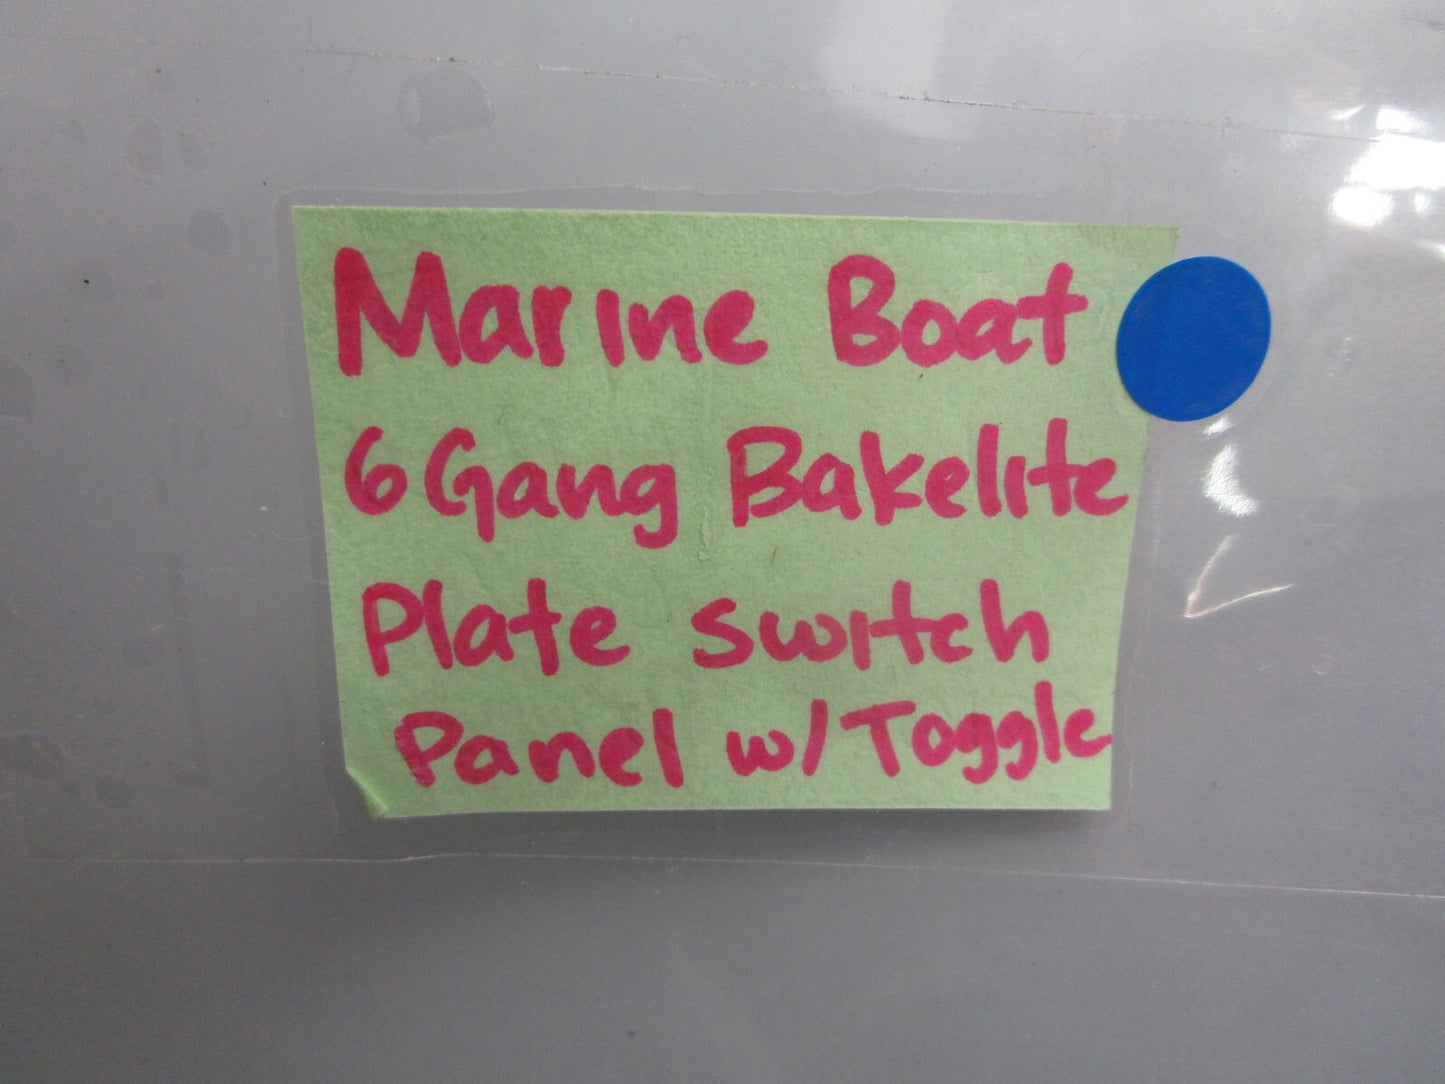 Marine Boat
6 Gang Bakelite
Plate switch
Panel w/ Toggle